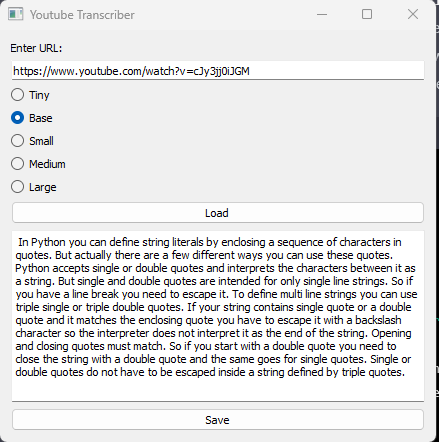 Youtube Transcriber
Enter URL:
https://www.youtube.com/watch?v=cJy3jj0iJGM
Tiny
Base
Small
Medium
Large
Load
In Python you can define string literals by enclosing a sequence of characters in
quotes. But actually there are a few different ways you can use these quotes.
Python accepts single or double quotes and interprets the characters between it as
a string. But single and double quotes are intended for only single line strings. So if
you have a line break you need to escape it. To define multi line strings you can use
triple single or triple double quotes. If your string contains single quote or a double
quote and it matches the enclosing quote you have to escape it with a backslash
character so the interpreter does not interpret it as the end of the string. Opening
and closing quotes must match. So if you start with a double quote you need to
close the string with a double quote and the same goes for single quotes. Single or
double quotes do not have to be escaped inside a string defined by triple quotes.
Save